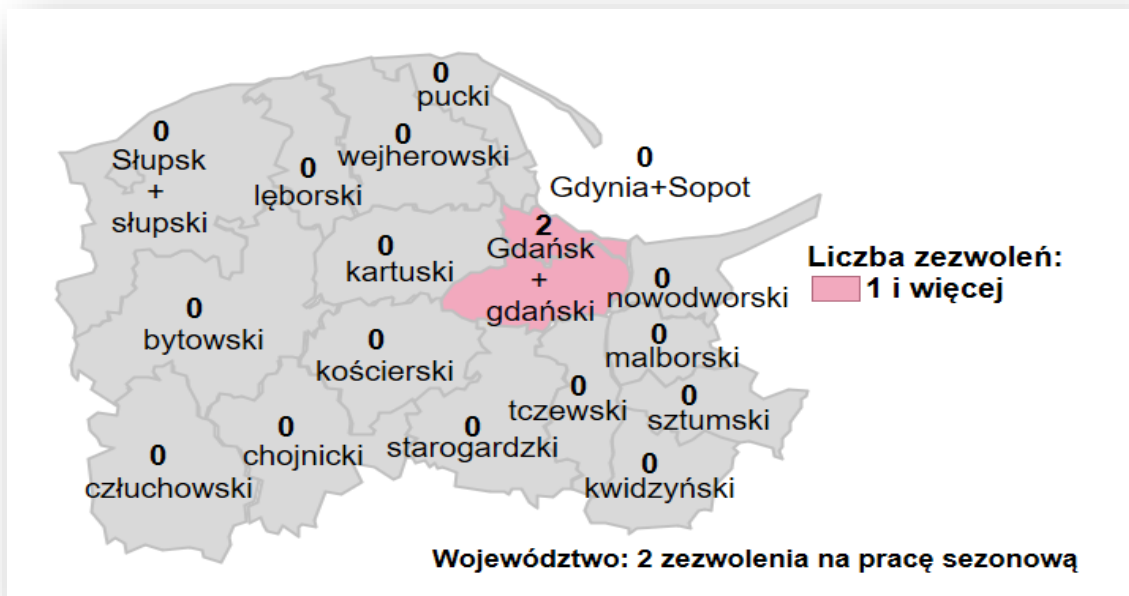 0
pucki
0
wejherowski
0
Słupsk
+
słupski
0
lęborski
0
Gdynia+Sopot
2
Gdańsk
+
gdański
0
kartuski
Liczba zezwoleń:
1 i więcej
0
nowodworski
0
bytowski
0
kościerski
0
malborski
0
tczewski
0
sztumski
0
chojnicki
0
starogardzki
0
człuchowski
0
kwidzyński
Województwo: 2 zezwolenia na pracę sezonową